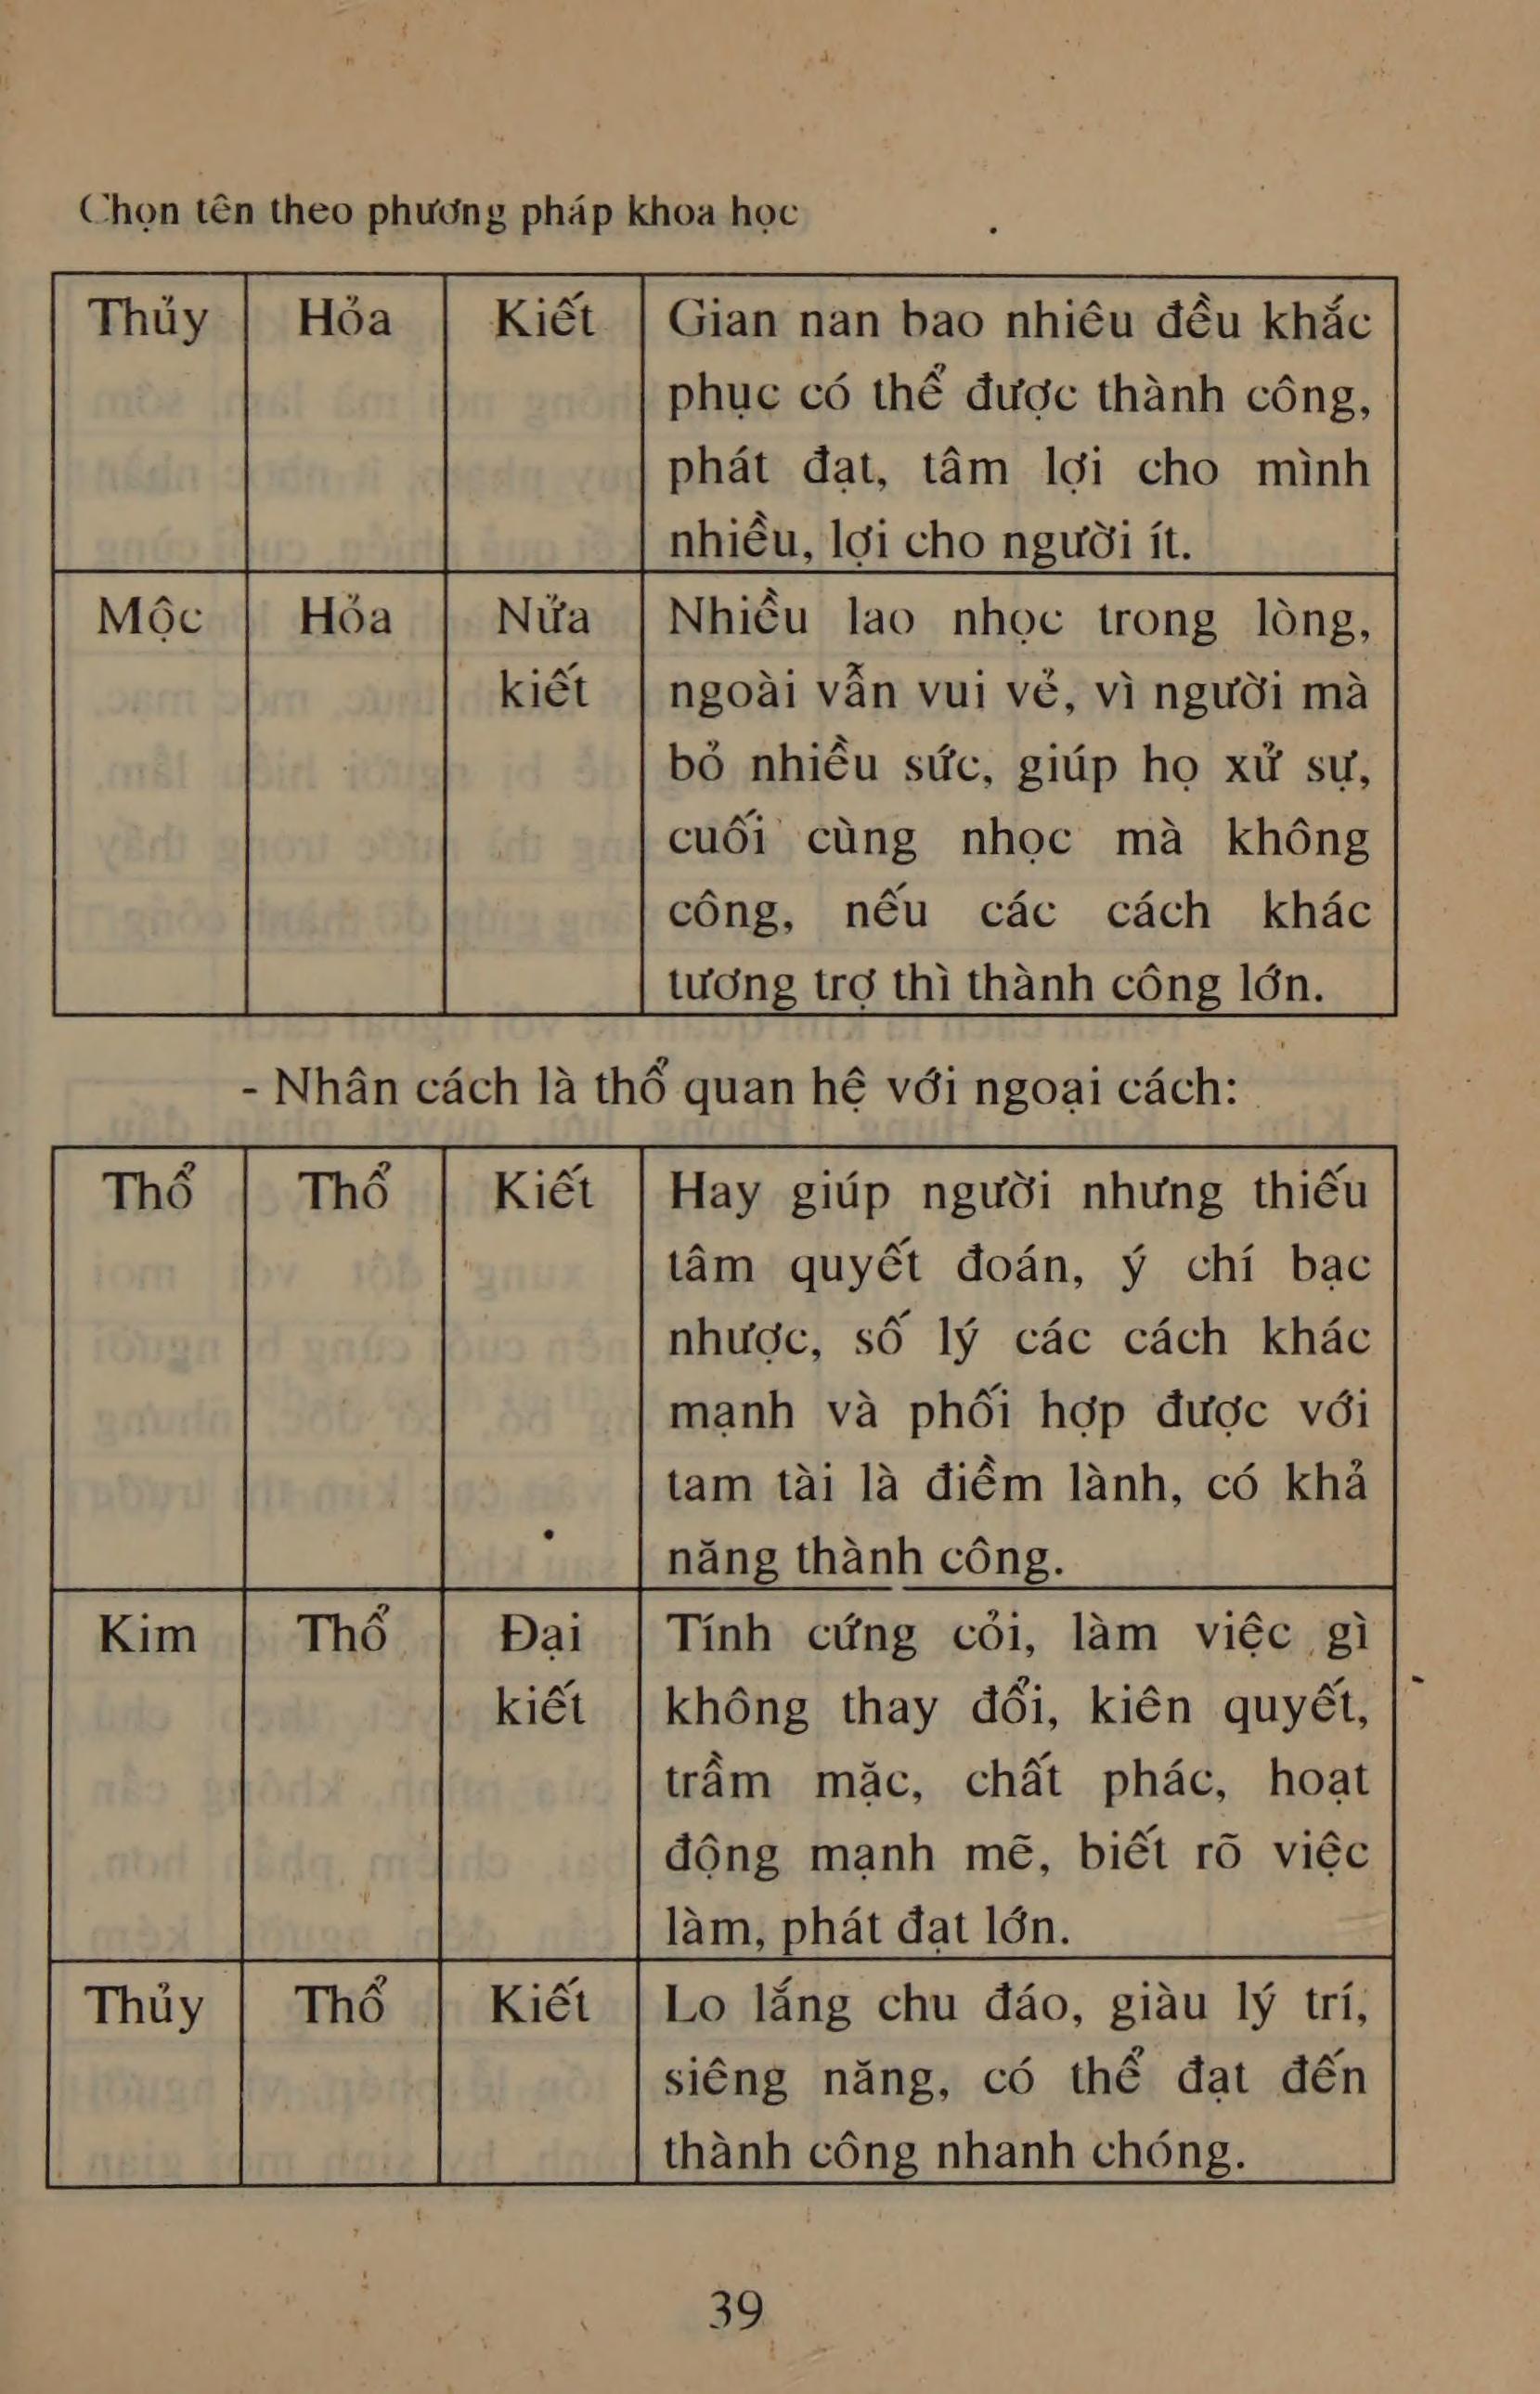 Chọn tên theo phương pháp khoa học
Thủy Hỏa Kiết Gian nan bao nhiêu đều khắc
phục có thể được thành công,
phát đạt, tâm lợi cho mình
nhiều, lợi cho người ít.
Mộc Hỏa Nửa Nhiều lao nhọc trong lòng,
kiết ngoài vẫn vui vẻ, vì người mà
bỏ nhiều sức, giúp họ xử sự,
cuối cùng nhọc mà không
công, nếu các cách khác
tương trợ thì thành công lớn.
- Nhân cách là thổ quan hệ với ngoại cách:
Thổ Thổ Kiết Hay giúp người nhưng thiếu
tâm quyết đoán, ý chí bạc
nhược, số lý các cách khác
mạnh và phối hợp được với
tam tài là điềm lành, có khả
năng thành công.
Kim Thổ Đại Tính cứng cỏi, làm việc gì
kiết không thay đổi, kiên quyết,
trầm mặc, chất phác, hoạt
động mạnh mẽ, biết rõ việc
làm, phát đạt lớn.
Thủy Thổ Kiết Lo lắng chu đáo, giàu lý trí,
siêng năng, có thể đạt đến
thành công nhanh chóng.
39